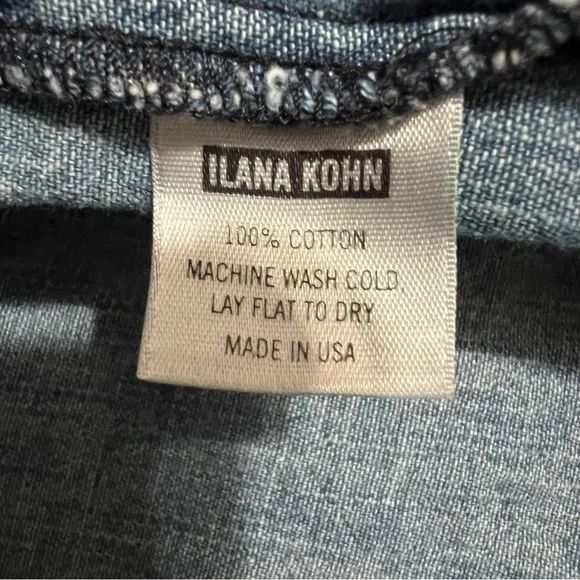 ILANA KOHN
100% COTTON
MACHINE WASH COLD,
LAY FLAT TO DRY
MADE IN USA